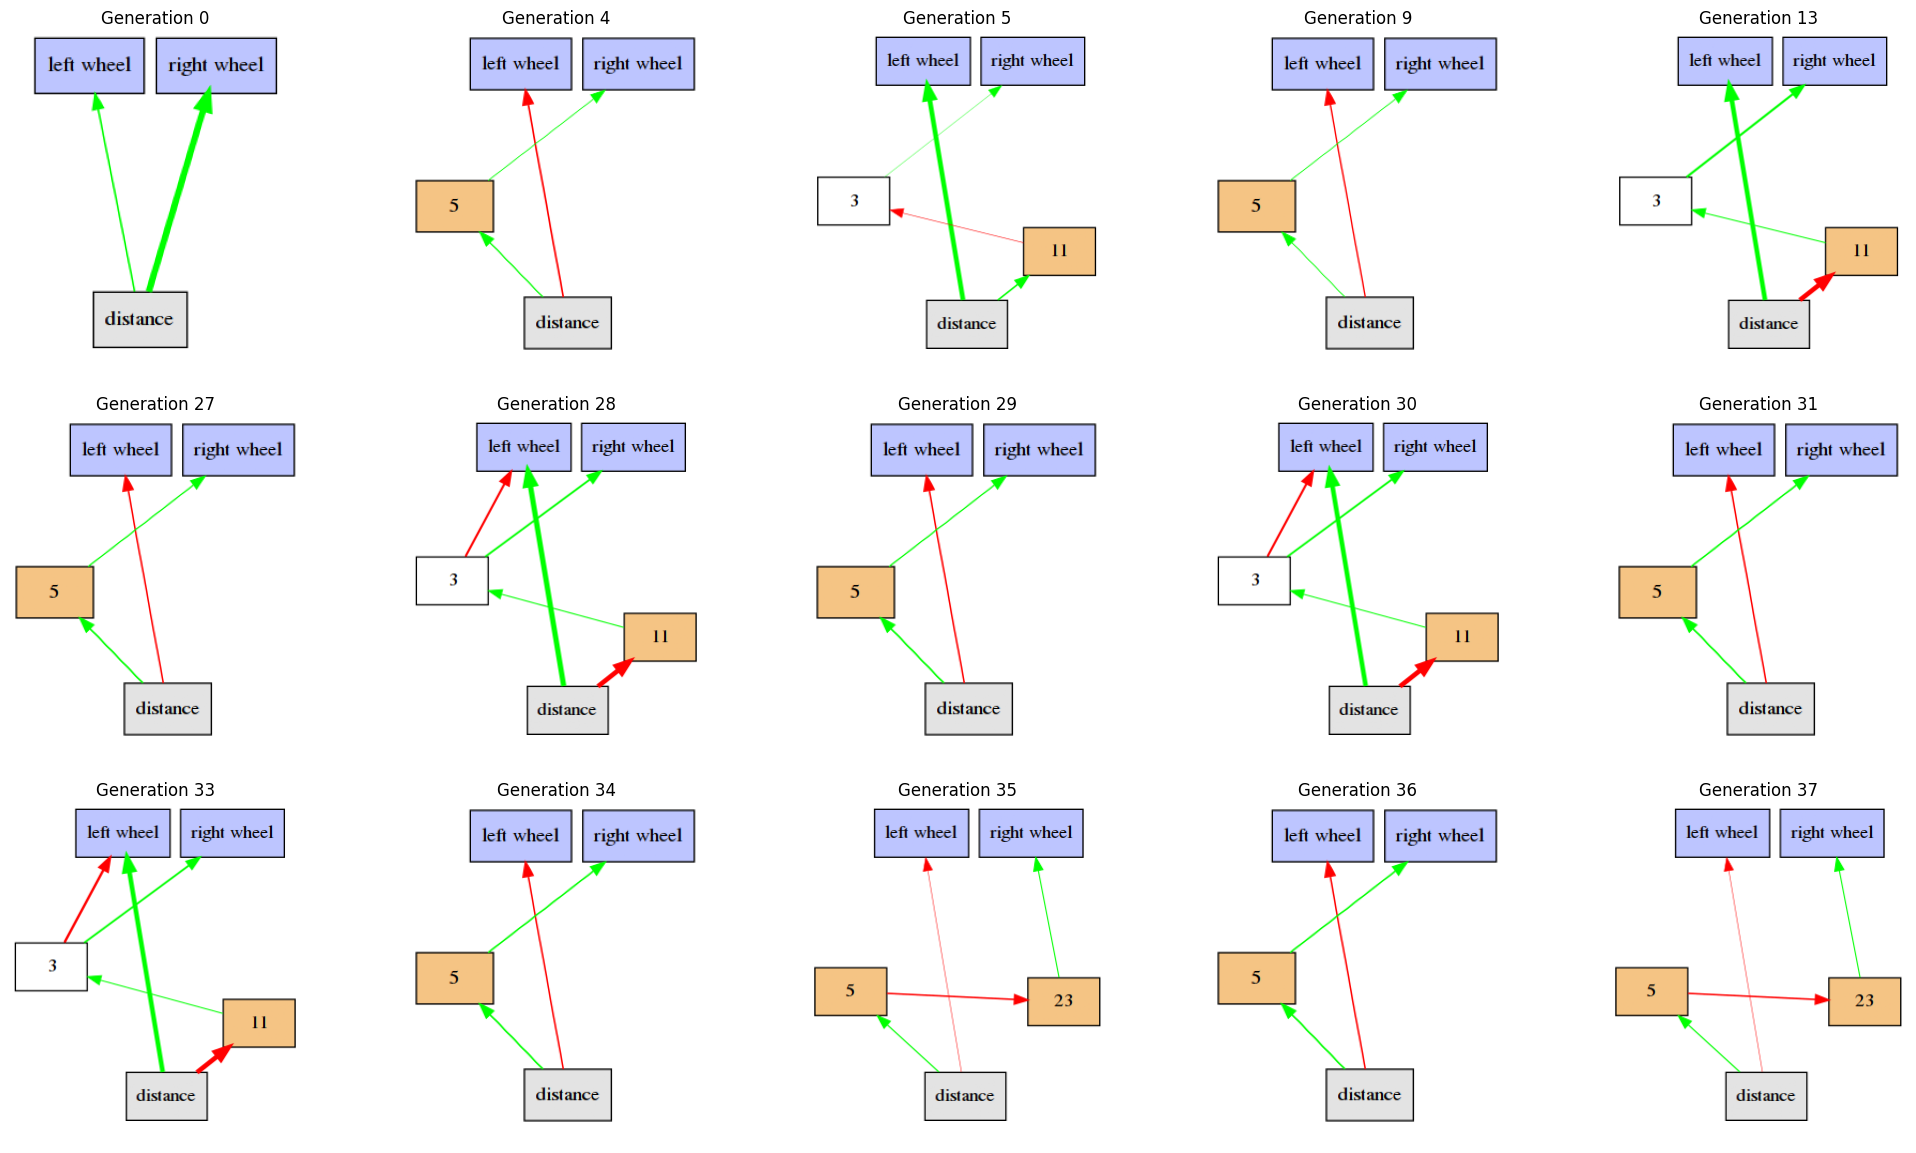 Generation 0
left wheel
right wheel
distance
Generation 4
left wheel
right wheel
5
distance
Generation 5
left wheel
right wheel
3
11
distance
Generation 9
left wheel
right wheel
5
distance
Generation 13
left wheel
right wheel
3
11
distance
Generation 27
left wheel
right wheel
5
distance
Generation 28
left wheel
right wheel
3
11
distance
Generation 29
left wheel
right wheel
5
distance
Generation 30
left wheel
right wheel
3
11
distance
Generation 31
left wheel
right wheel
5
distance
Generation 33
left wheel
right wheel
3
11
distance
Generation 34
left wheel
right wheel
5
distance
Generation 35
left wheel
right wheel
5
23
distance
Generation 36
left wheel
right wheel
5
distance
Generation 37
left wheel
right wheel
5
23
distance